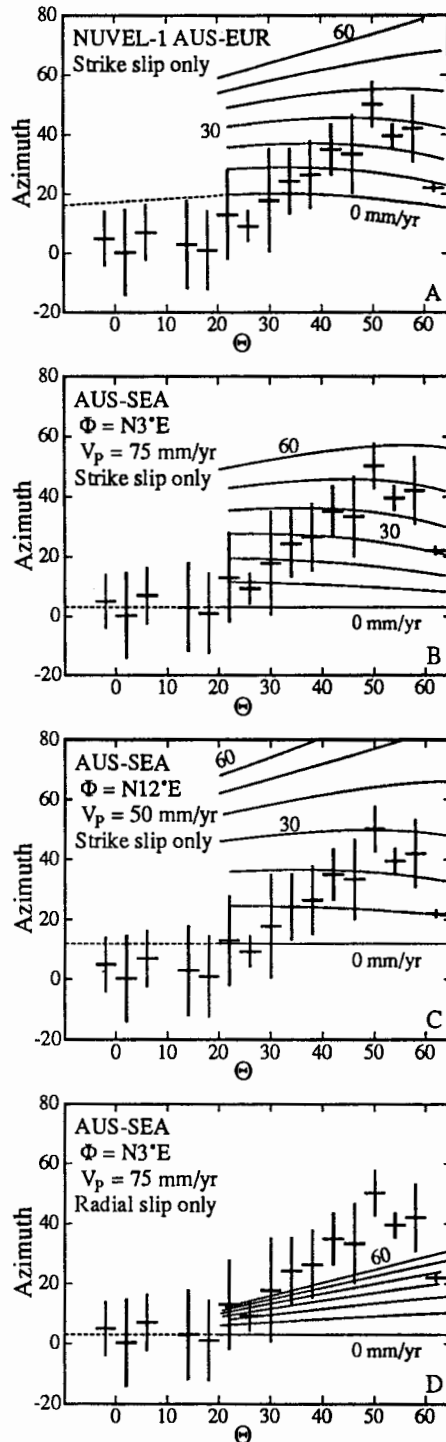 80
NUVEL-1 AUS-EUR
60
Strike slip only
60
40
30
20
0
0 mm/yr
-20
A
0 10 20 30 40 50 60
Θ
Azimuth
80
AUS-SEA
60
Φ = N3°E
60
V_P = 75 mm/yr
Strike slip only
40
30
20
0
0 mm/yr
-20
B
0 10 20 30 40 50 60
Θ
Azimuth
80
AUS-SEA
60
60
Φ = N12°E
V_P = 50 mm/yr
30
Strike slip only
40
20
0 mm/yr
0
-20
C
0 10 20 30 40 50 60
Θ
Azimuth
80
AUS-SEA
60
Φ = N3°E
V_P = 75 mm/yr
Radial slip only
40
60
20
0
0 mm/yr
-20
D
0 10 20 30 40 50 60
Θ
Azimuth